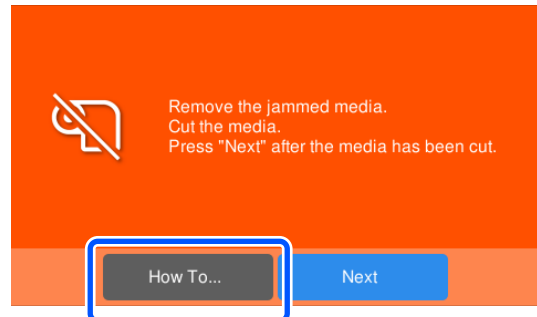 Remove the jammed media.
Cut the media.
Press "Next" after the media has been cut.
How To...
Next